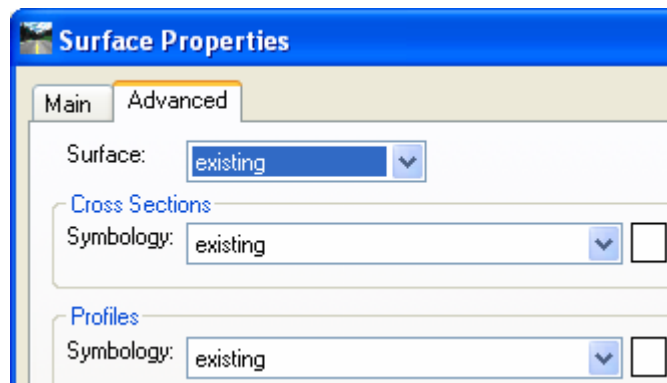 Surface Properties
Main Advanced
Surface: existing
Cross Sections
Symbology: existing
Profiles
Symbology: existing